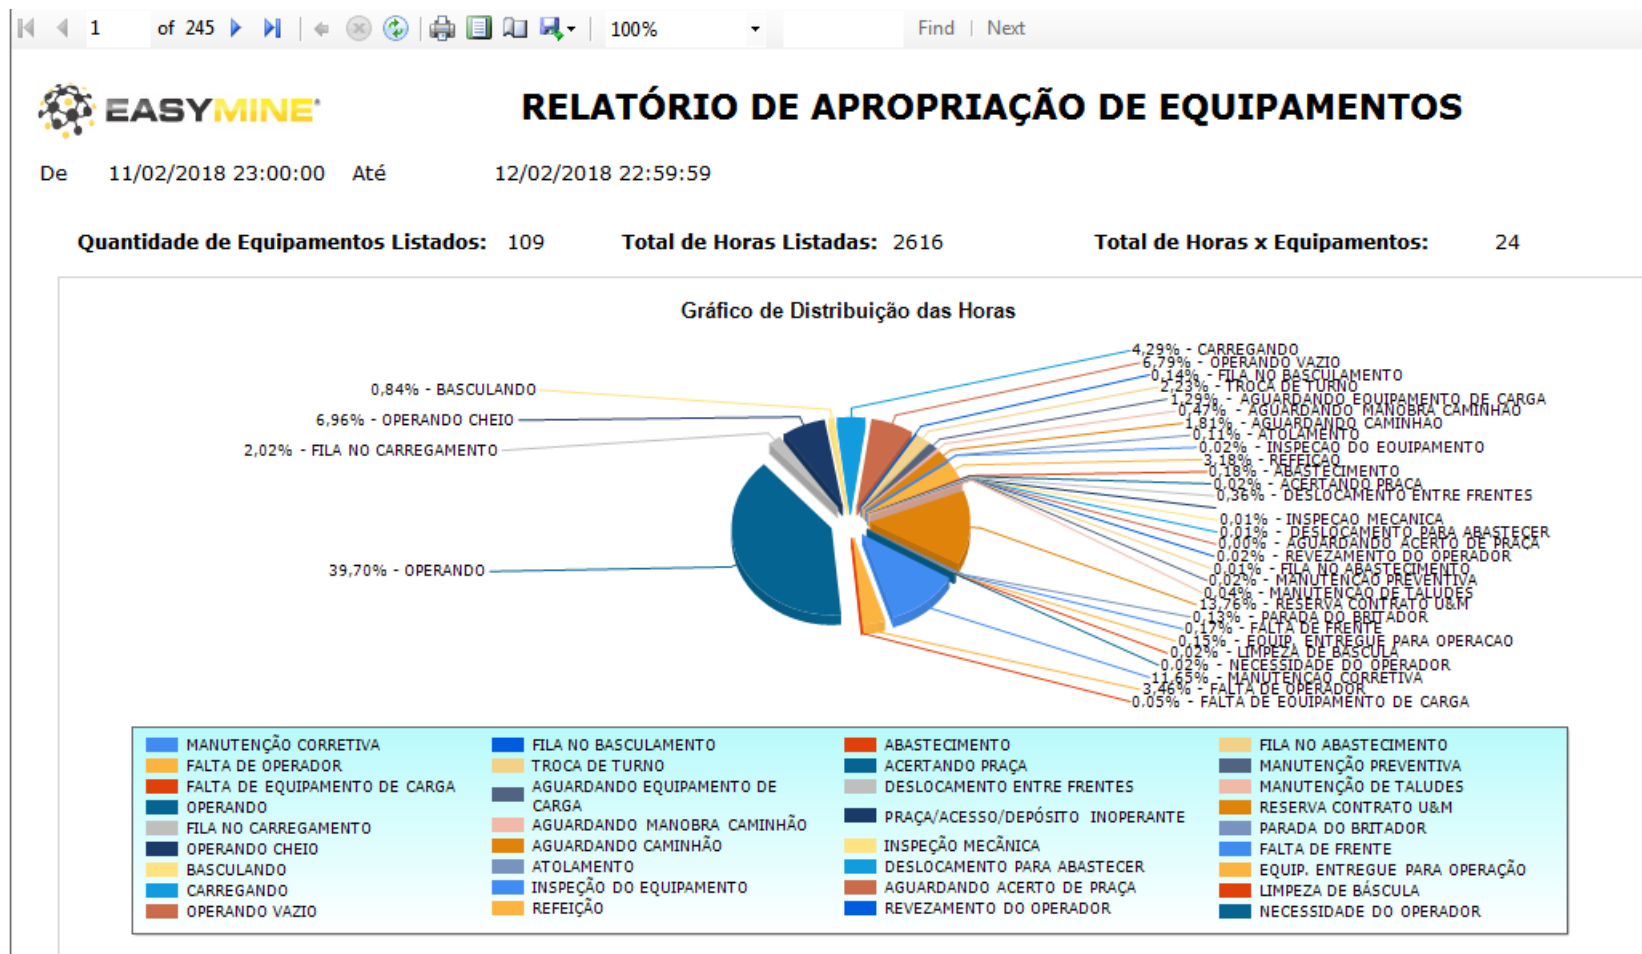 1 of 245 100% Find | Next
EASYMINE
RELATÓRIO DE APROPRIAÇÃO DE EQUIPAMENTOS
De 11/02/2018 23:00:00 Até 12/02/2018 22:59:59
Quantidade de Equipamentos Listados: 109 Total de Horas Listadas: 2616 Total de Horas x Equipamentos: 24
Gráfico de Distribuição das Horas
0,84% - BASCULANDO
6,96% - OPERANDO CHEIO
2,02% - FILA NO CARREGAMENTO
39,70% - OPERANDO
4,29% - CARREGANDO
6,79% - OPERANDO VAZIO
0,14% - FILA NO BASCULAMENTO
2,23% - TROCA DE TURNO
1,29% - AGUARDANDO EQUIPAMENTO DE CARGA
0,47% - AGUARDANDO MANOBRA CAMINHÃO
1,81% - AGUARDANDO CAMINHÃO
0,11% - ATOLAMENTO
0,02% - INSPEÇÃO DO EQUIPAMENTO
3,18% - REFEIÇÃO
0,18% - ABASTECIMENTO
0,02% - ACERTANDO PRAÇA
0,36% - DESLOCAMENTO ENTRE FRENTES
0,01% - INSPEÇÃO MECÂNICA
0,01% - DESLOCAMENTO PARA ABASTECER
0,00% - AGUARDANDO ACERTO DE PRAÇA
0,02% - REVEZAMENTO DO OPERADOR
0,01% - FILA NO ABASTECIMENTO
0,02% - MANUTENÇÃO PREVENTIVA
0,04% - MANUTENÇÃO DE TALUDES
13,76% - RESERVA CONTRATO U&M
0,13% - PARADA DO BRITADOR
0,17% - FALTA DE FRENTE
0,15% - EQUIP. ENTREGUE PARA OPERAÇÃO
0,02% - LIMPEZA DE BÁSCULA
0,02% - NECESSIDADE DO OPERADOR
11,65% - MANUTENÇÃO CORRETIVA
3,46% - FALTA DE OPERADOR
0,05% - FALTA DE EQUIPAMENTO DE CARGA
MANUTENÇÃO CORRETIVA
FALTA DE OPERADOR
FALTA DE EQUIPAMENTO DE CARGA
OPERANDO
FILA NO CARREGAMENTO
OPERANDO CHEIO
BASCULANDO
CARREGANDO
OPERANDO VAZIO
FILA NO BASCULAMENTO
TROCA DE TURNO
AGUARDANDO EQUIPAMENTO DE
CARGA
AGUARDANDO MANOBRA CAMINHÃO
AGUARDANDO CAMINHÃO
ATOLAMENTO
INSPEÇÃO DO EQUIPAMENTO
REFEIÇÃO
ABASTECIMENTO
ACERTANDO PRAÇA
DESLOCAMENTO ENTRE FRENTES
PRAÇA/ACESSO/DEPÓSITO INOPERANTE
INSPEÇÃO MECÂNICA
DESLOCAMENTO PARA ABASTECER
AGUARDANDO ACERTO DE PRAÇA
REVEZAMENTO DO OPERADOR
FILA NO ABASTECIMENTO
MANUTENÇÃO PREVENTIVA
MANUTENÇÃO DE TALUDES
RESERVA CONTRATO U&M
PARADA DO BRITADOR
FALTA DE FRENTE
EQUIP. ENTREGUE PARA OPERAÇÃO
LIMPEZA DE BÁSCULA
NECESSIDADE DO OPERADOR